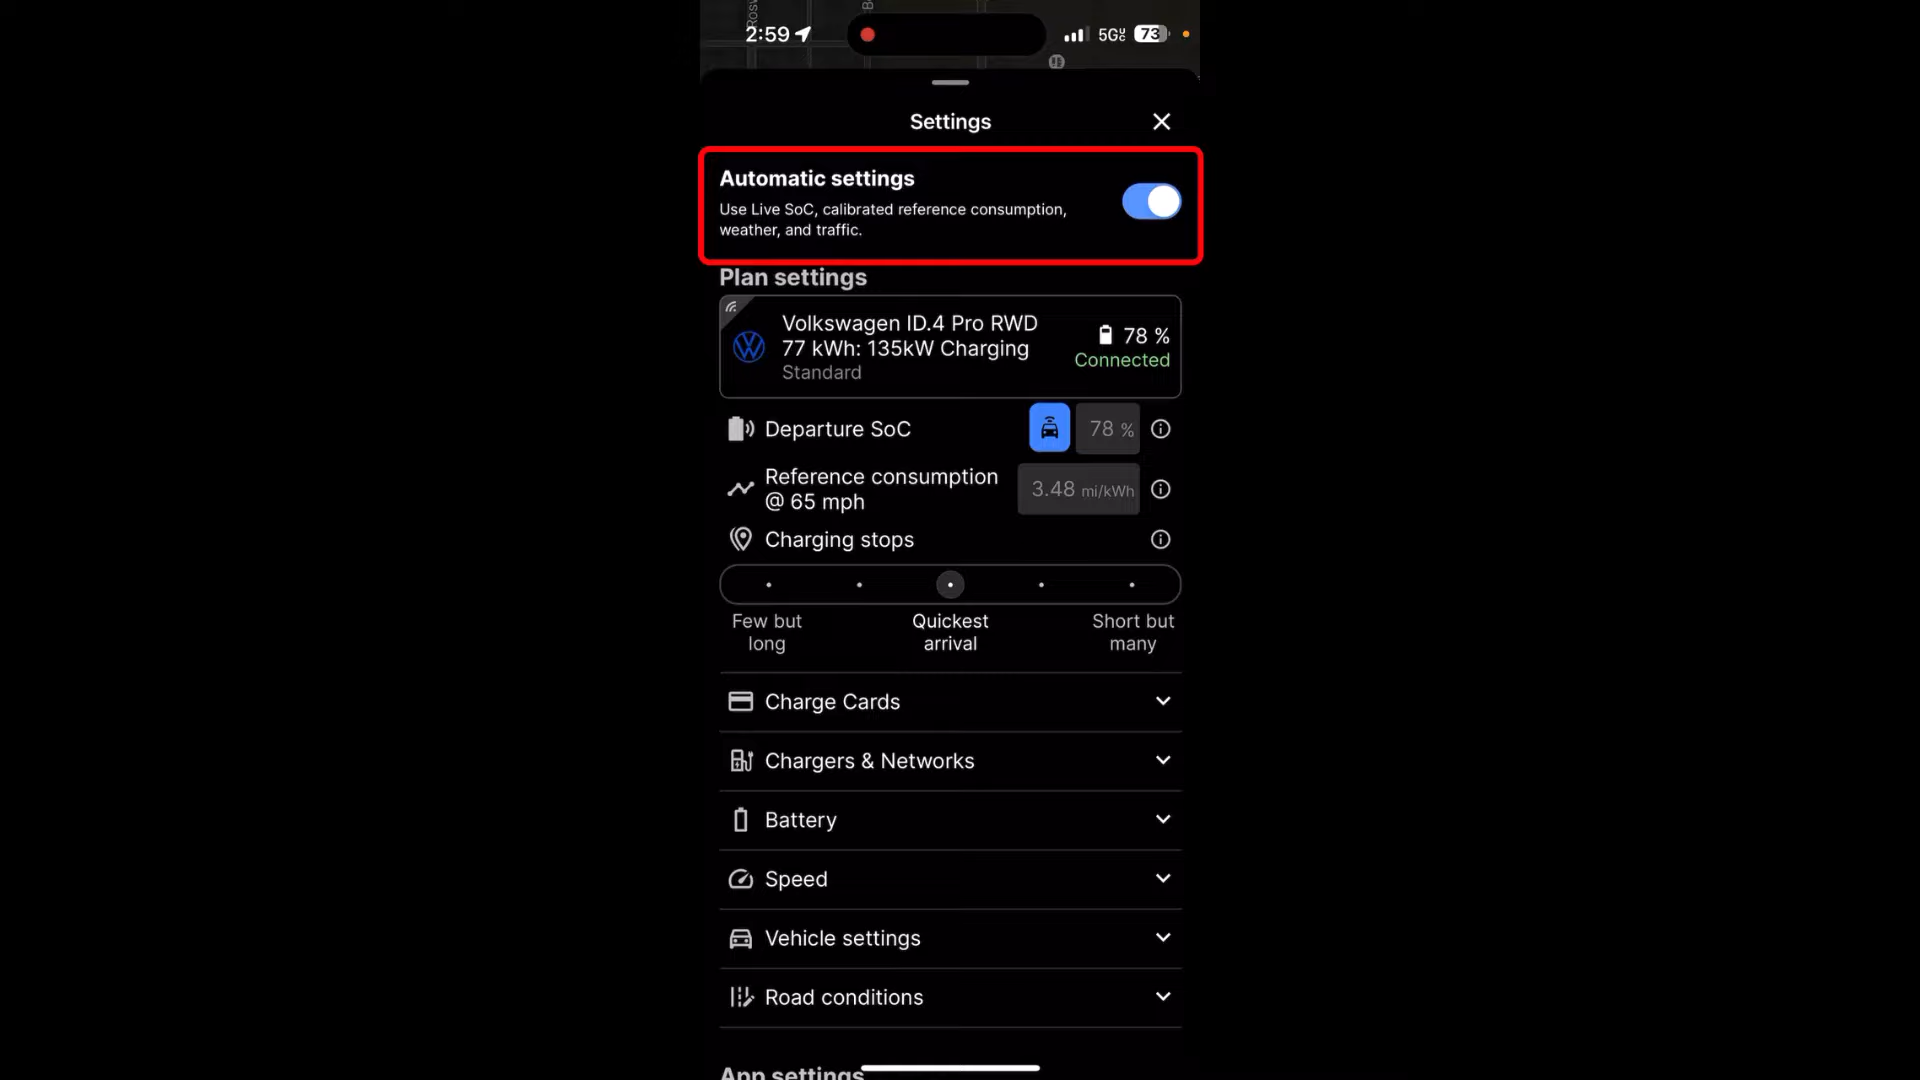 2:59
5G
73
Settings
Automatic settings
Use Live SoC, calibrated reference consumption,
weather, and traffic.
Plan settings
Volkswagen ID.4 Pro RWD
77 kWh: 135kW Charging
Standard
78 %
Connected
Departure SoC
78 %
Reference consumption
@ 65 mph
3.48 mi/kWh
Charging stops
Few but
long
Quickest
arrival
Short but
many
Charge Cards
Chargers & Networks
Battery
Speed
Vehicle settings
Road conditions
App settings